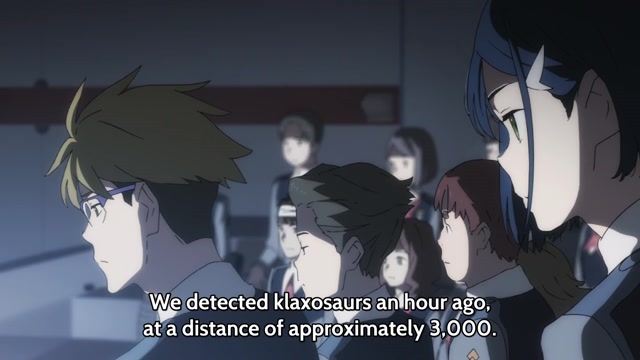 We detected klaxosaurs an hour ago,
at a distance of approximately 3,000.